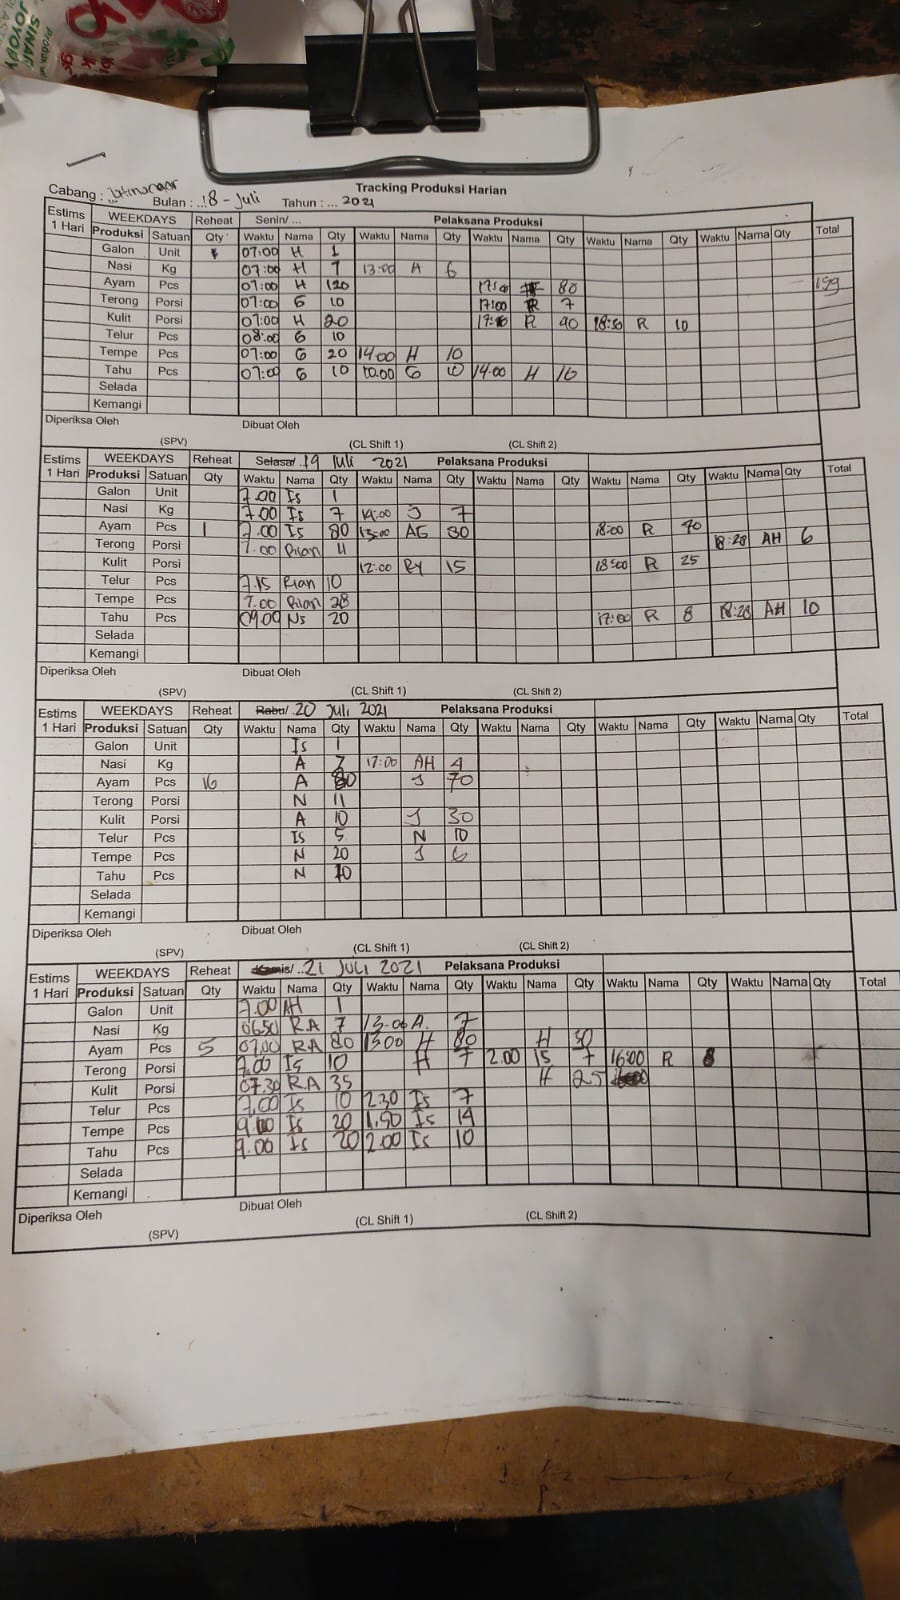 SINAR
JOYOBOY
Tracking Produksi Harian
Cabang : Jatinangor
Bulan : ..18 - Juli Tahun : ... 2021
Estims WEEKDAYS Reheat Senin/ ... Pelaksana Produksi Total
1 Hari Produksi Satuan Qty Waktu Nama Qty Waktu Nama Qty Waktu Nama Qty Waktu Nama Qty Waktu Nama Qty
Galon Unit 07:00 H 1
Nasi Kg 07:00 H 7 13:00 A 6
Ayam Pcs 07:00 H 120 17:00 80 199
Terong Porsi 07:00 G 10 17:00 R 7
Kulit Porsi 07:00 H 20 R 90 18:50 R 10
Telur Pcs 08:00 G 10
Tempe Pcs 07:00 G 20 14:00 H 10
Tahu Pcs 07:00 G 10 10:00 G 10 14:00 H 16
Selada
Kemangi
Diperiksa Oleh Dibuat Oleh
(SPV) (CL Shift 1) (CL Shift 2)
Estims WEEKDAYS Reheat Selasa/ .19 Juli 2021 Pelaksana Produksi Total
1 Hari Produksi Satuan Qty Waktu Nama Qty Waktu Nama Qty Waktu Nama Qty Waktu Nama Qty Waktu Nama Qty
Galon Unit 7.00 Is 1
Nasi Kg 7.00 Is 7 14:00 J 7
Ayam Pcs 1 7.00 Is 80 13:00 AG 80 18:00 R 40
Terong Porsi 7.00 Rian 11 18:28 AH 6
Kulit Porsi 12:00 RY 15 18:00 R 25
Telur Pcs 7.15 Rian 10
Tempe Pcs 7.00 Rian 28
Tahu Pcs 09.00 NS 20 17:00 R 8 18:28 AH 10
Selada
Kemangi
Diperiksa Oleh Dibuat Oleh
(SPV) (CL Shift 1) (CL Shift 2)
Estims WEEKDAYS Reheat Rabu/ .20 Juli 2021 Pelaksana Produksi Total
1 Hari Produksi Satuan Qty Waktu Nama Qty Waktu Nama Qty Waktu Nama Qty Waktu Nama Qty Waktu Nama Qty
Galon Unit Is 1
Nasi Kg A 7 17:00 AH 4
Ayam Pcs 16 A 80 J 70
Terong Porsi N 11
Kulit Porsi A 10 J 30
Telur Pcs Is 5 N 10
Tempe Pcs N 20 J 6
Tahu Pcs N 10
Selada
Kemangi
Diperiksa Oleh Dibuat Oleh
(SPV) (CL Shift 1) (CL Shift 2)
Estims WEEKDAYS Reheat Kamis/ ..21 JULI 2021 Pelaksana Produksi Total
1 Hari Produksi Satuan Qty Waktu Nama Qty Waktu Nama Qty Waktu Nama Qty Waktu Nama Qty Waktu Nama Qty
Galon Unit 7.00 AH 1
Nasi Kg 06.50 RA 7 13.00 A. 7
Ayam Pcs 5 07.00 RA 80 13.00 H 80 H 50
Terong Porsi 7.00 Is 10 H 7 2.00 15 7 16:00 R 8
Kulit Porsi 07.30 RA 35 H 25
Telur Pcs 7.00 Is 10 2.30 Is 7
Tempe Pcs 9.00 Is 20 1.50 Is 14
Tahu Pcs 9.00 Is 20 2.00 Is 10
Selada
Kemangi
Diperiksa Oleh Dibuat Oleh
(SPV) (CL Shift 1) (CL Shift 2)